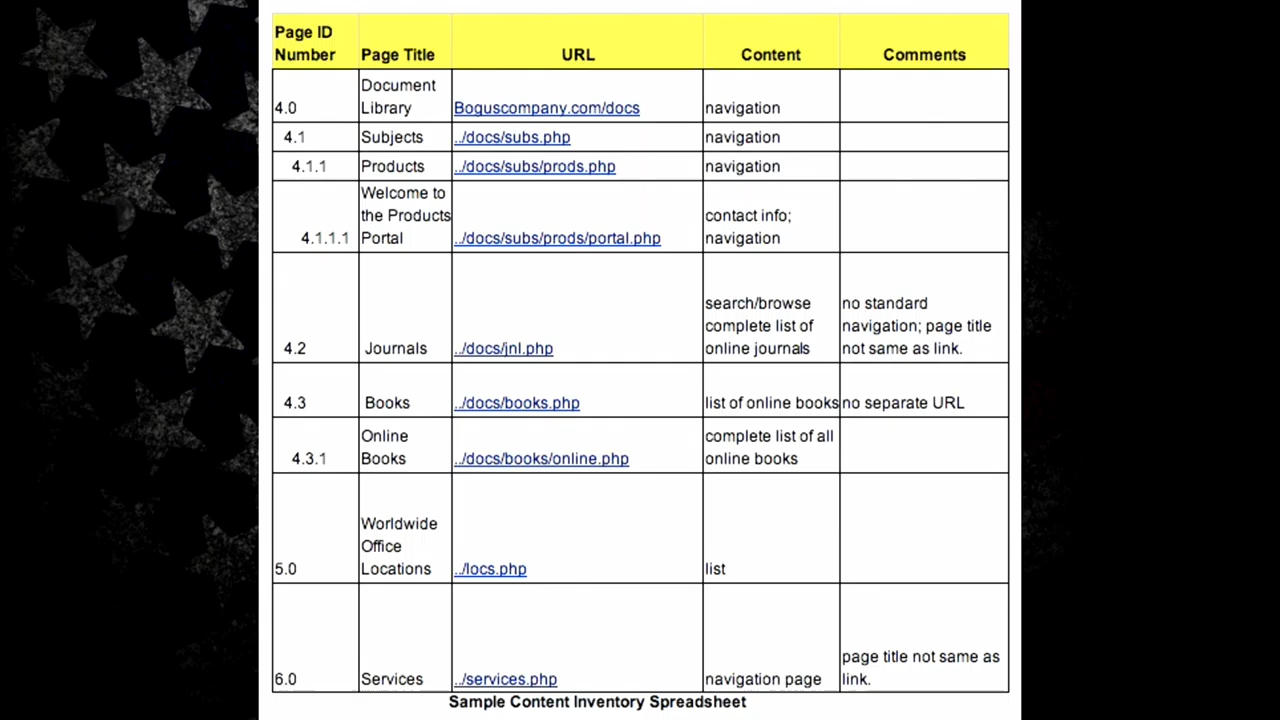 Page ID Number Page Title URL Content Comments
4.0 Document Library Boguscompany.com/docs navigation
4.1 Subjects ../docs/subs.php navigation
4.1.1 Products ../docs/subs/prods.php navigation
4.1.1.1 Welcome to the Products Portal ../docs/subs/prods/portal.php contact info; navigation
4.2 Journals ../docs/jnl.php search/browse complete list of online journals no standard navigation; page title not same as link.
4.3 Books ../docs/books.php list of online books no separate URL
4.3.1 Online Books ../docs/books/online.php complete list of all online books
5.0 Worldwide Office Locations ../locs.php list
6.0 Services ../services.php navigation page page title not same as link.
Sample Content Inventory Spreadsheet